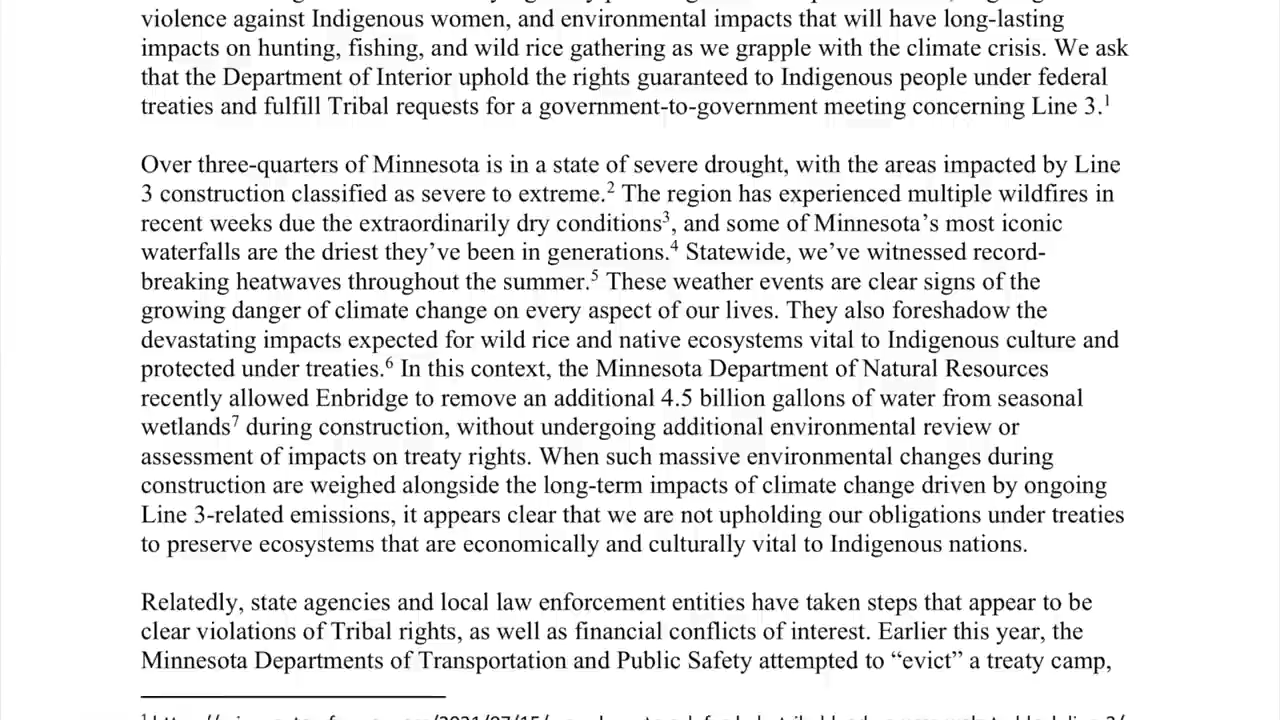 violence against Indigenous women, and environmental impacts that will have long-lasting
impacts on hunting, fishing, and wild rice gathering as we grapple with the climate crisis. We ask
that the Department of Interior uphold the rights guaranteed to Indigenous people under federal
treaties and fulfill Tribal requests for a government-to-government meeting concerning Line 3.1
Over three-quarters of Minnesota is in a state of severe drought, with the areas impacted by Line
3 construction classified as severe to extreme.2 The region has experienced multiple wildfires in
recent weeks due the extraordinarily dry conditions3, and some of Minnesota’s most iconic
waterfalls are the driest they’ve been in generations.4 Statewide, we’ve witnessed record-
breaking heatwaves throughout the summer.5 These weather events are clear signs of the
growing danger of climate change on every aspect of our lives. They also foreshadow the
devastating impacts expected for wild rice and native ecosystems vital to Indigenous culture and
protected under treaties.6 In this context, the Minnesota Department of Natural Resources
recently allowed Enbridge to remove an additional 4.5 billion gallons of water from seasonal
wetlands7 during construction, without undergoing additional environmental review or
assessment of impacts on treaty rights. When such massive environmental changes during
construction are weighed alongside the long-term impacts of climate change driven by ongoing
Line 3-related emissions, it appears clear that we are not upholding our obligations under treaties
to preserve ecosystems that are economically and culturally vital to Indigenous nations.
Relatedly, state agencies and local law enforcement entities have taken steps that appear to be
clear violations of Tribal rights, as well as financial conflicts of interest. Earlier this year, the
Minnesota Departments of Transportation and Public Safety attempted to “evict” a treaty camp,